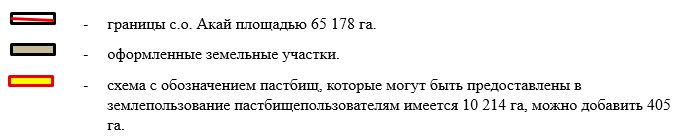 - границы с.о. Акай площадью 65 178 га.
- оформленные земельные участки.
- схема с обозначением пастбищ, которые могут быть предоставлены в
землепользование пастбищепользователям имеется 10 214 га, можно добавить 405
га.